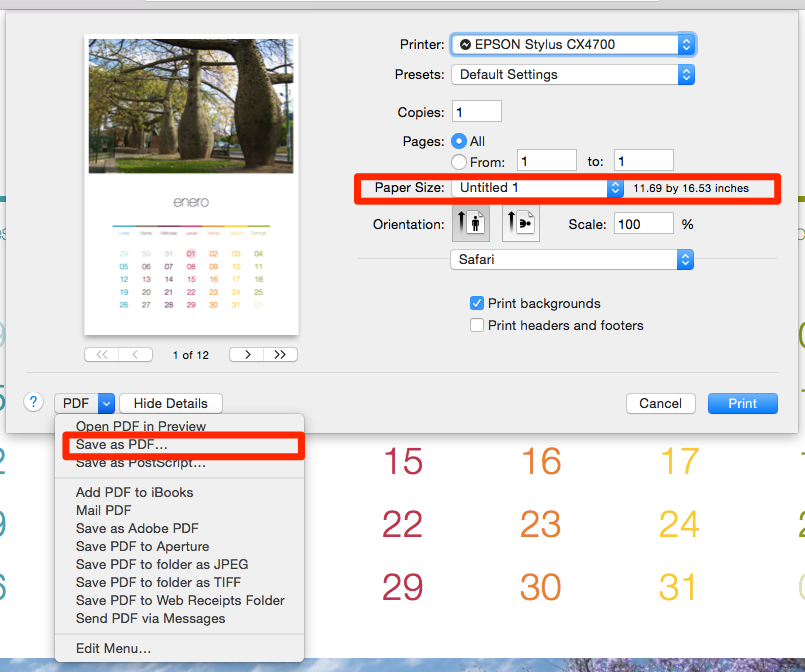 Printer: EPSON Stylus CX4700
Presets: Default Settings
Copies: 1
Pages: All
From: 1 to: 1
Paper Size: Untitled 1 11.69 by 16.53 inches
Orientation: Scale: 100 %
Safari
Print backgrounds
Print headers and footers
enero
Lunes Martes Miércoles Jueves Viernes Sábado Domingo
29 30 31 01 02 03 04
05 06 07 08 09 10 11
12 13 14 15 16 17 18
19 20 21 22 23 24 25
26 27 28 29 30 31 01
<< < 1 of 12 > >>
? PDF Hide Details Cancel Print
Open PDF in Preview
Save as PDF...
Save as PostScript...
Add PDF to iBooks
Mail PDF
Save as Adobe PDF
Save PDF to Aperture
Save PDF to folder as JPEG
Save PDF to folder as TIFF
Save PDF to Web Receipts Folder
Send PDF via Messages
Edit Menu...
15 16 17
22 23 24
29 30 31